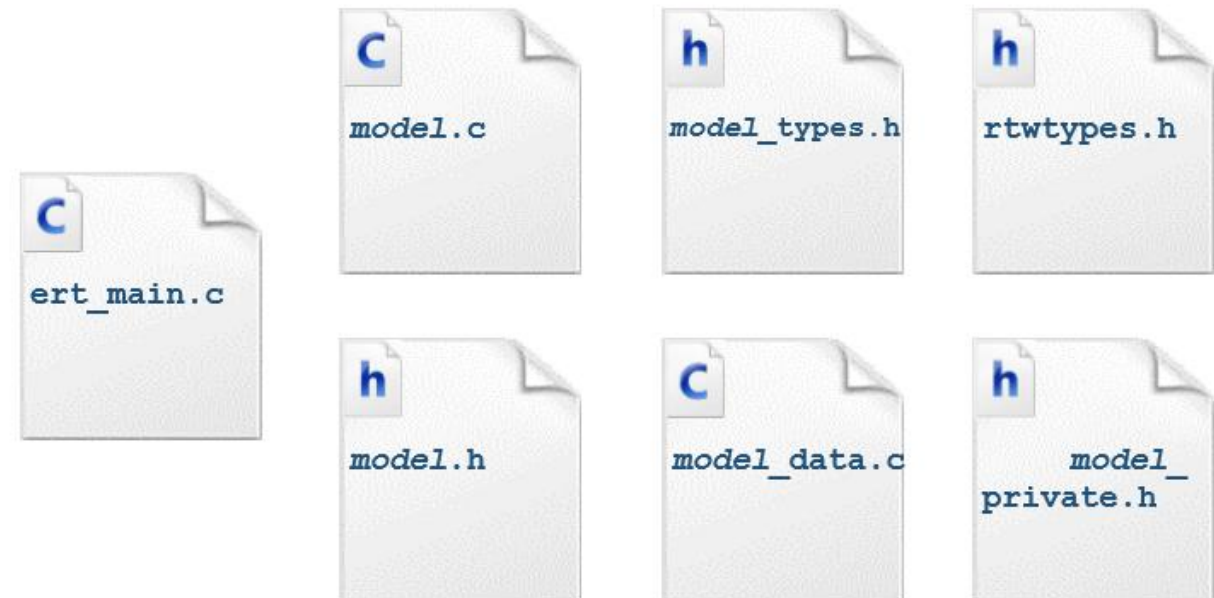 C
model.c
h
model_types.h
h
rtwtypes.h
C
ert_main.c
h
model.h
C
model_data.c
h
model_
private.h